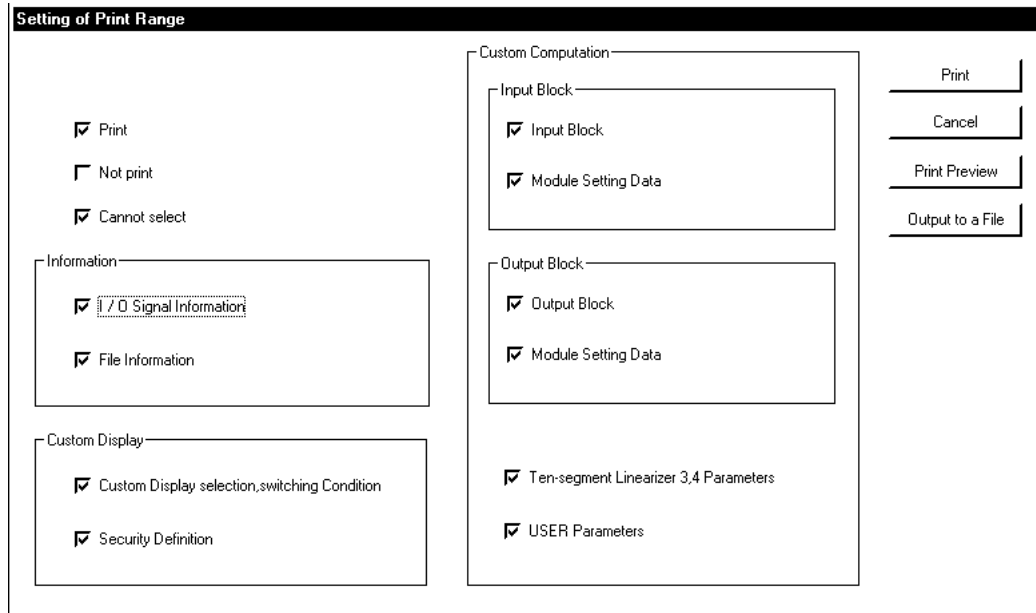 Setting of Print Range
Print
Not print
Cannot select
Information
I / O Signal Information
File Information
Custom Display
Custom Display selection,switching Condition
Security Definition
Custom Computation
Input Block
Input Block
Module Setting Data
Output Block
Output Block
Module Setting Data
Ten-segment Linearizer 3,4 Parameters
USER Parameters
Print
Cancel
Print Preview
Output to a File